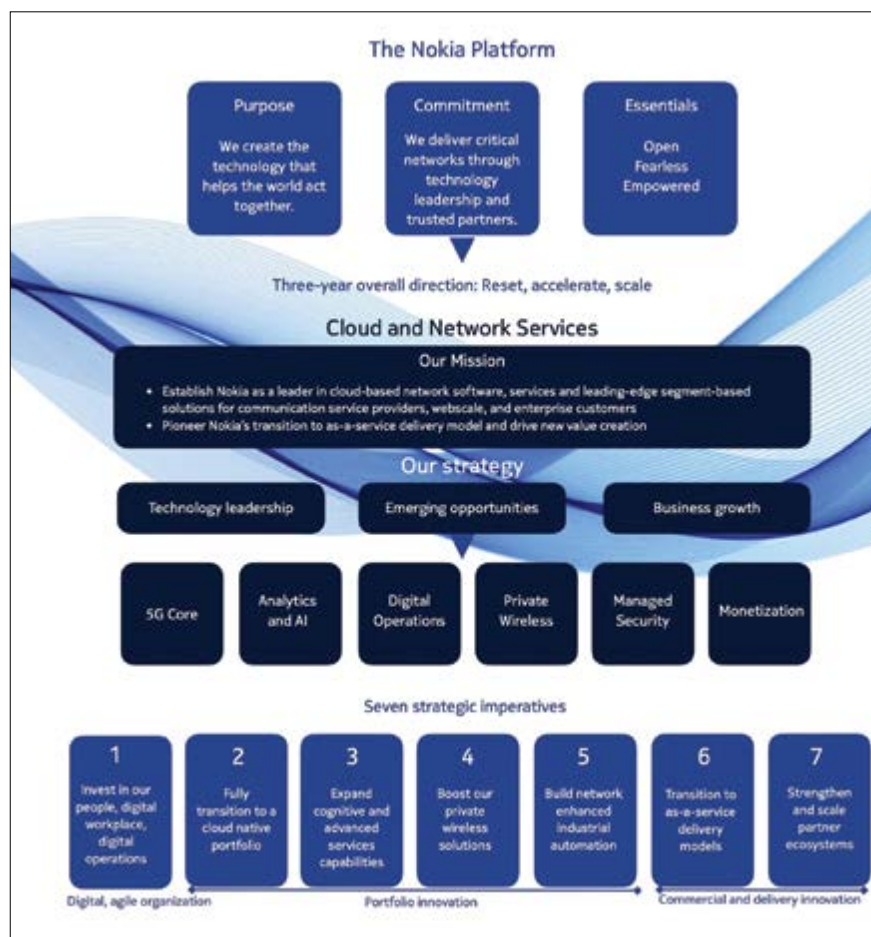 The Nokia Platform
Purpose
We create the
technology that
helps the world act
together.
Commitment
We deliver critical
networks through
technology
leadership and
trusted partners.
Essentials
Open
Fearless
Empowered
Three-year overall direction: Reset, accelerate, scale
Cloud and Network Services
Our Mission
• Establish Nokia as a leader in cloud-based network software, services and leading-edge segment-based
solutions for communication service providers, webscale, and enterprise customers
• Pioneer Nokia's transition to as-a-service delivery model and drive new value creation
Our strategy
Technology leadership
Emerging opportunities
Business growth
5G Core
Analytics
and AI
Digital
Operations
Private
Wireless
Managed
Security
Monetization
Seven strategic imperatives
1
Invest in our
people, digital
workplace,
digital
operations
2
Fully
transition to a
cloud native
portfolio
3
Expand
cognitive and
advanced
services
capabilities
4
Boost our
private
wireless
solutions
5
Build network
enhanced
industrial
automation
6
Transition to
as-a-service
delivery
models
7
Strengthen
and scale
partner
ecosystems
Digital, agile organization
Portfolio innovation
Commercial and delivery innovation